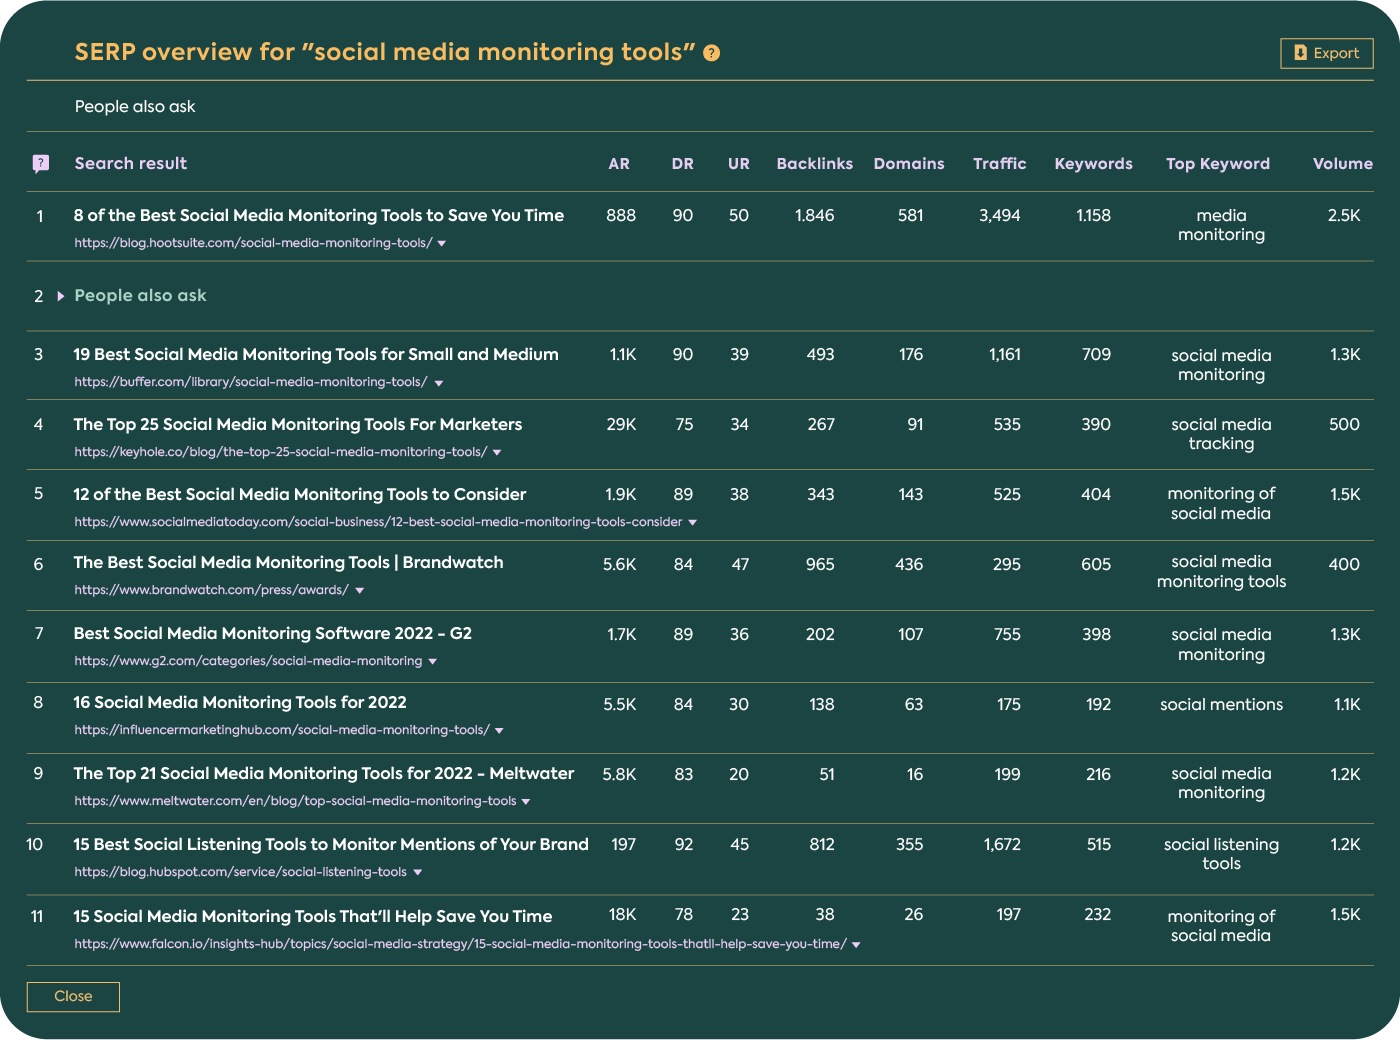 SERP overview for "social media monitoring tools" ?
Export
People also ask
? Search result AR DR UR Backlinks Domains Traffic Keywords Top Keyword Volume
1 8 of the Best Social Media Monitoring Tools to Save You Time 888 90 50 1.846 581 3,494 1.158 media 2.5K
monitoring
https://blog.hootsuite.com/social-media-monitoring-tools/
2 People also ask
3 19 Best Social Media Monitoring Tools for Small and Medium 1.1K 90 39 493 176 1,161 709 social media 1.3K
monitoring
https://buffer.com/library/social-media-monitoring-tools/
4 The Top 25 Social Media Monitoring Tools For Marketers 29K 75 34 267 91 535 390 social media 500
tracking
https://keyhole.co/blog/the-top-25-social-media-monitoring-tools/
5 12 of the Best Social Media Monitoring Tools to Consider 1.9K 89 38 343 143 525 404 monitoring of 1.5K
social media
https://www.socialmediatoday.com/social-business/12-best-social-media-monitoring-tools-consider
6 The Best Social Media Monitoring Tools | Brandwatch 5.6K 84 47 965 436 295 605 social media 400
monitoring tools
https://www.brandwatch.com/press/awards/
7 Best Social Media Monitoring Software 2022 - G2 1.7K 89 36 202 107 755 398 social media 1.3K
monitoring
https://www.g2.com/categories/social-media-monitoring
8 16 Social Media Monitoring Tools for 2022 5.5K 84 30 138 63 175 192 social mentions 1.1K
https://influencermarketinghub.com/social-media-monitoring-tools/
9 The Top 21 Social Media Monitoring Tools for 2022 - Meltwater 5.8K 83 20 51 16 199 216 social media 1.2K
monitoring
https://www.meltwater.com/en/blog/top-social-media-monitoring-tools
10 15 Best Social Listening Tools to Monitor Mentions of Your Brand 197 92 45 812 355 1,672 515 social listening 1.2K
tools
https://blog.hubspot.com/service/social-listening-tools
11 15 Social Media Monitoring Tools That'll Help Save You Time 18K 78 23 38 26 197 232 monitoring of 1.5K
social media
https://www.falcon.io/insights-hub/topics/social-media-strategy/15-social-media-monitoring-tools-thatll-help-save-you-time/
Close